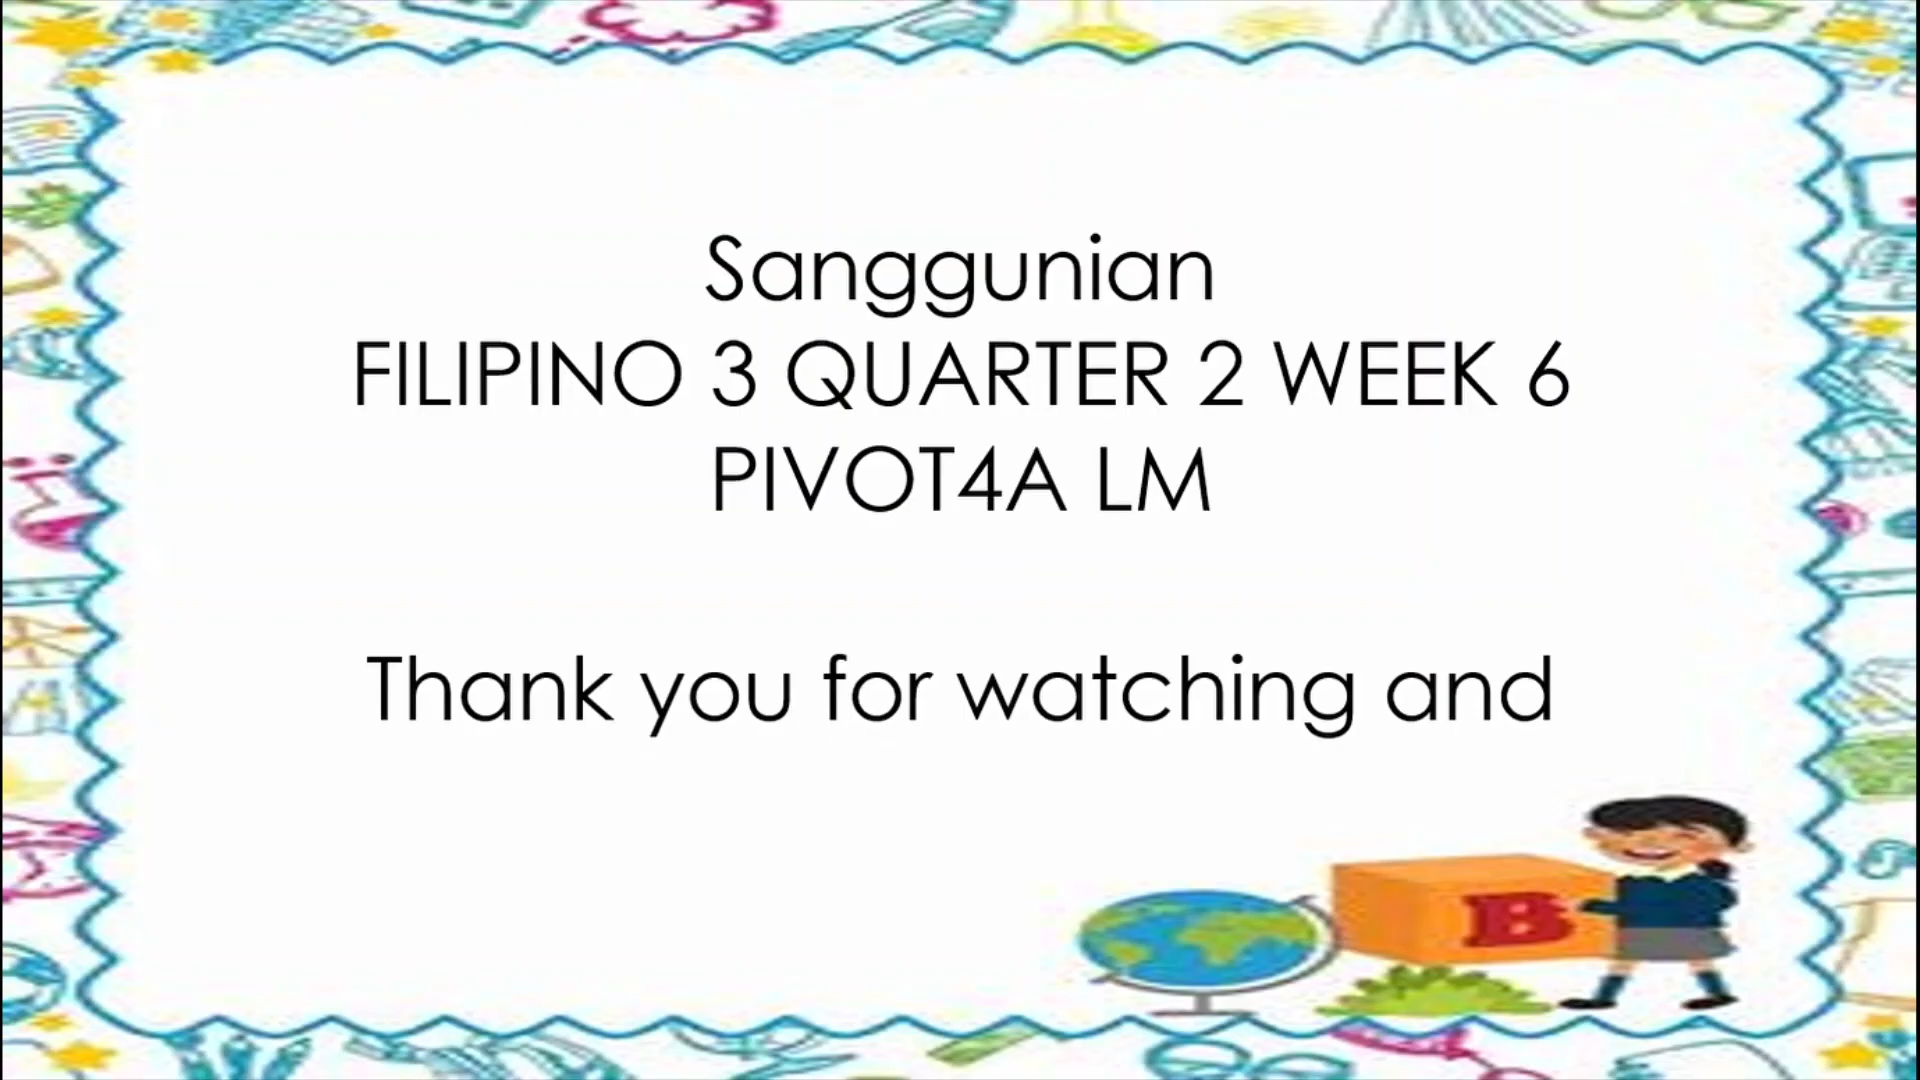 Sanggunian
FILIPINO 3 QUARTER 2 WEEK 6
PIVOT4A LM
Thank you for watching and
B